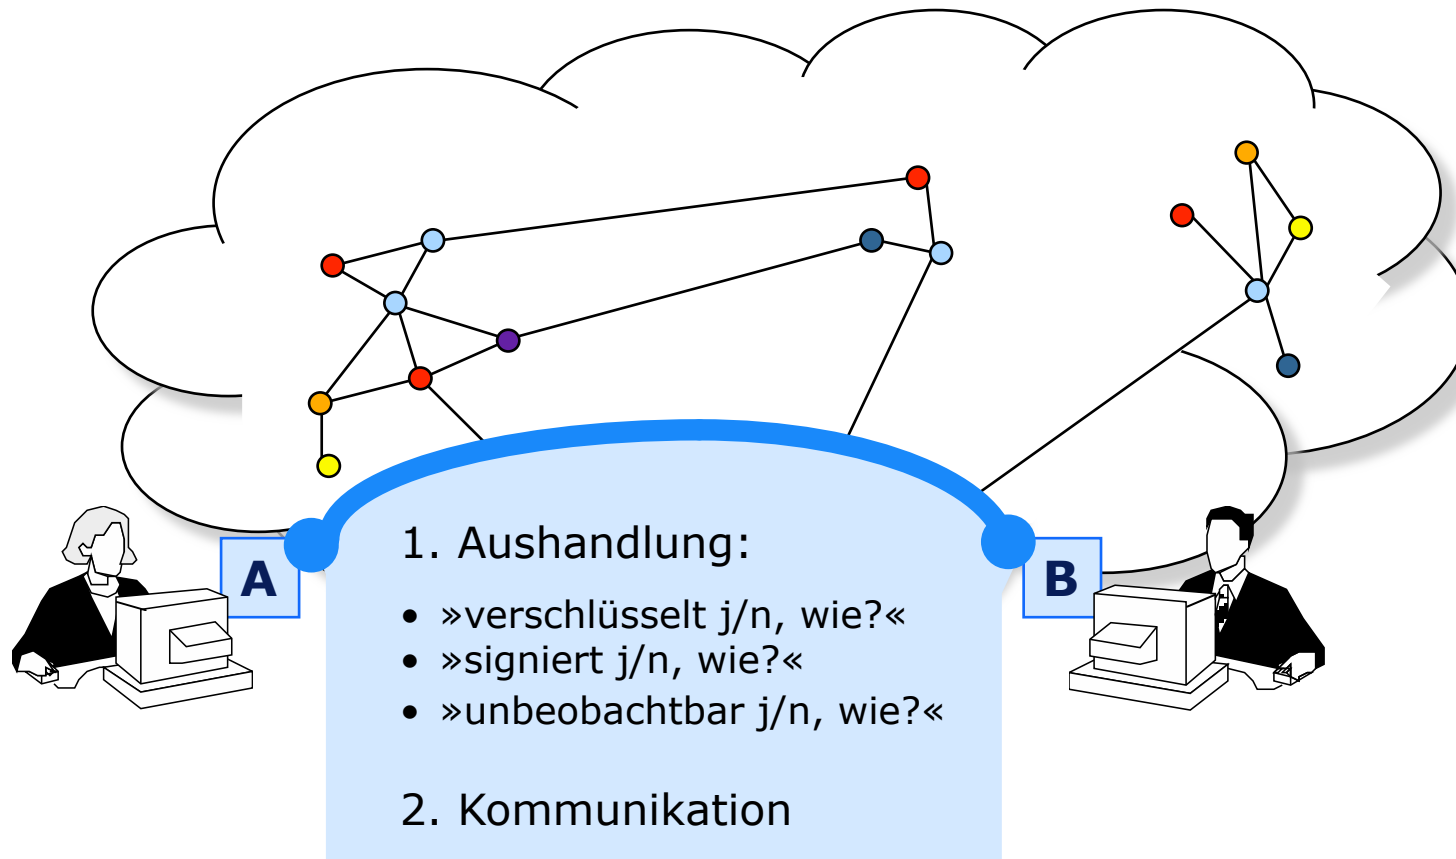 A
B
1. Aushandlung:
• »verschlüsselt j/n, wie?«
• »signiert j/n, wie?«
• »unbeobachtbar j/n, wie?«
2. Kommunikation